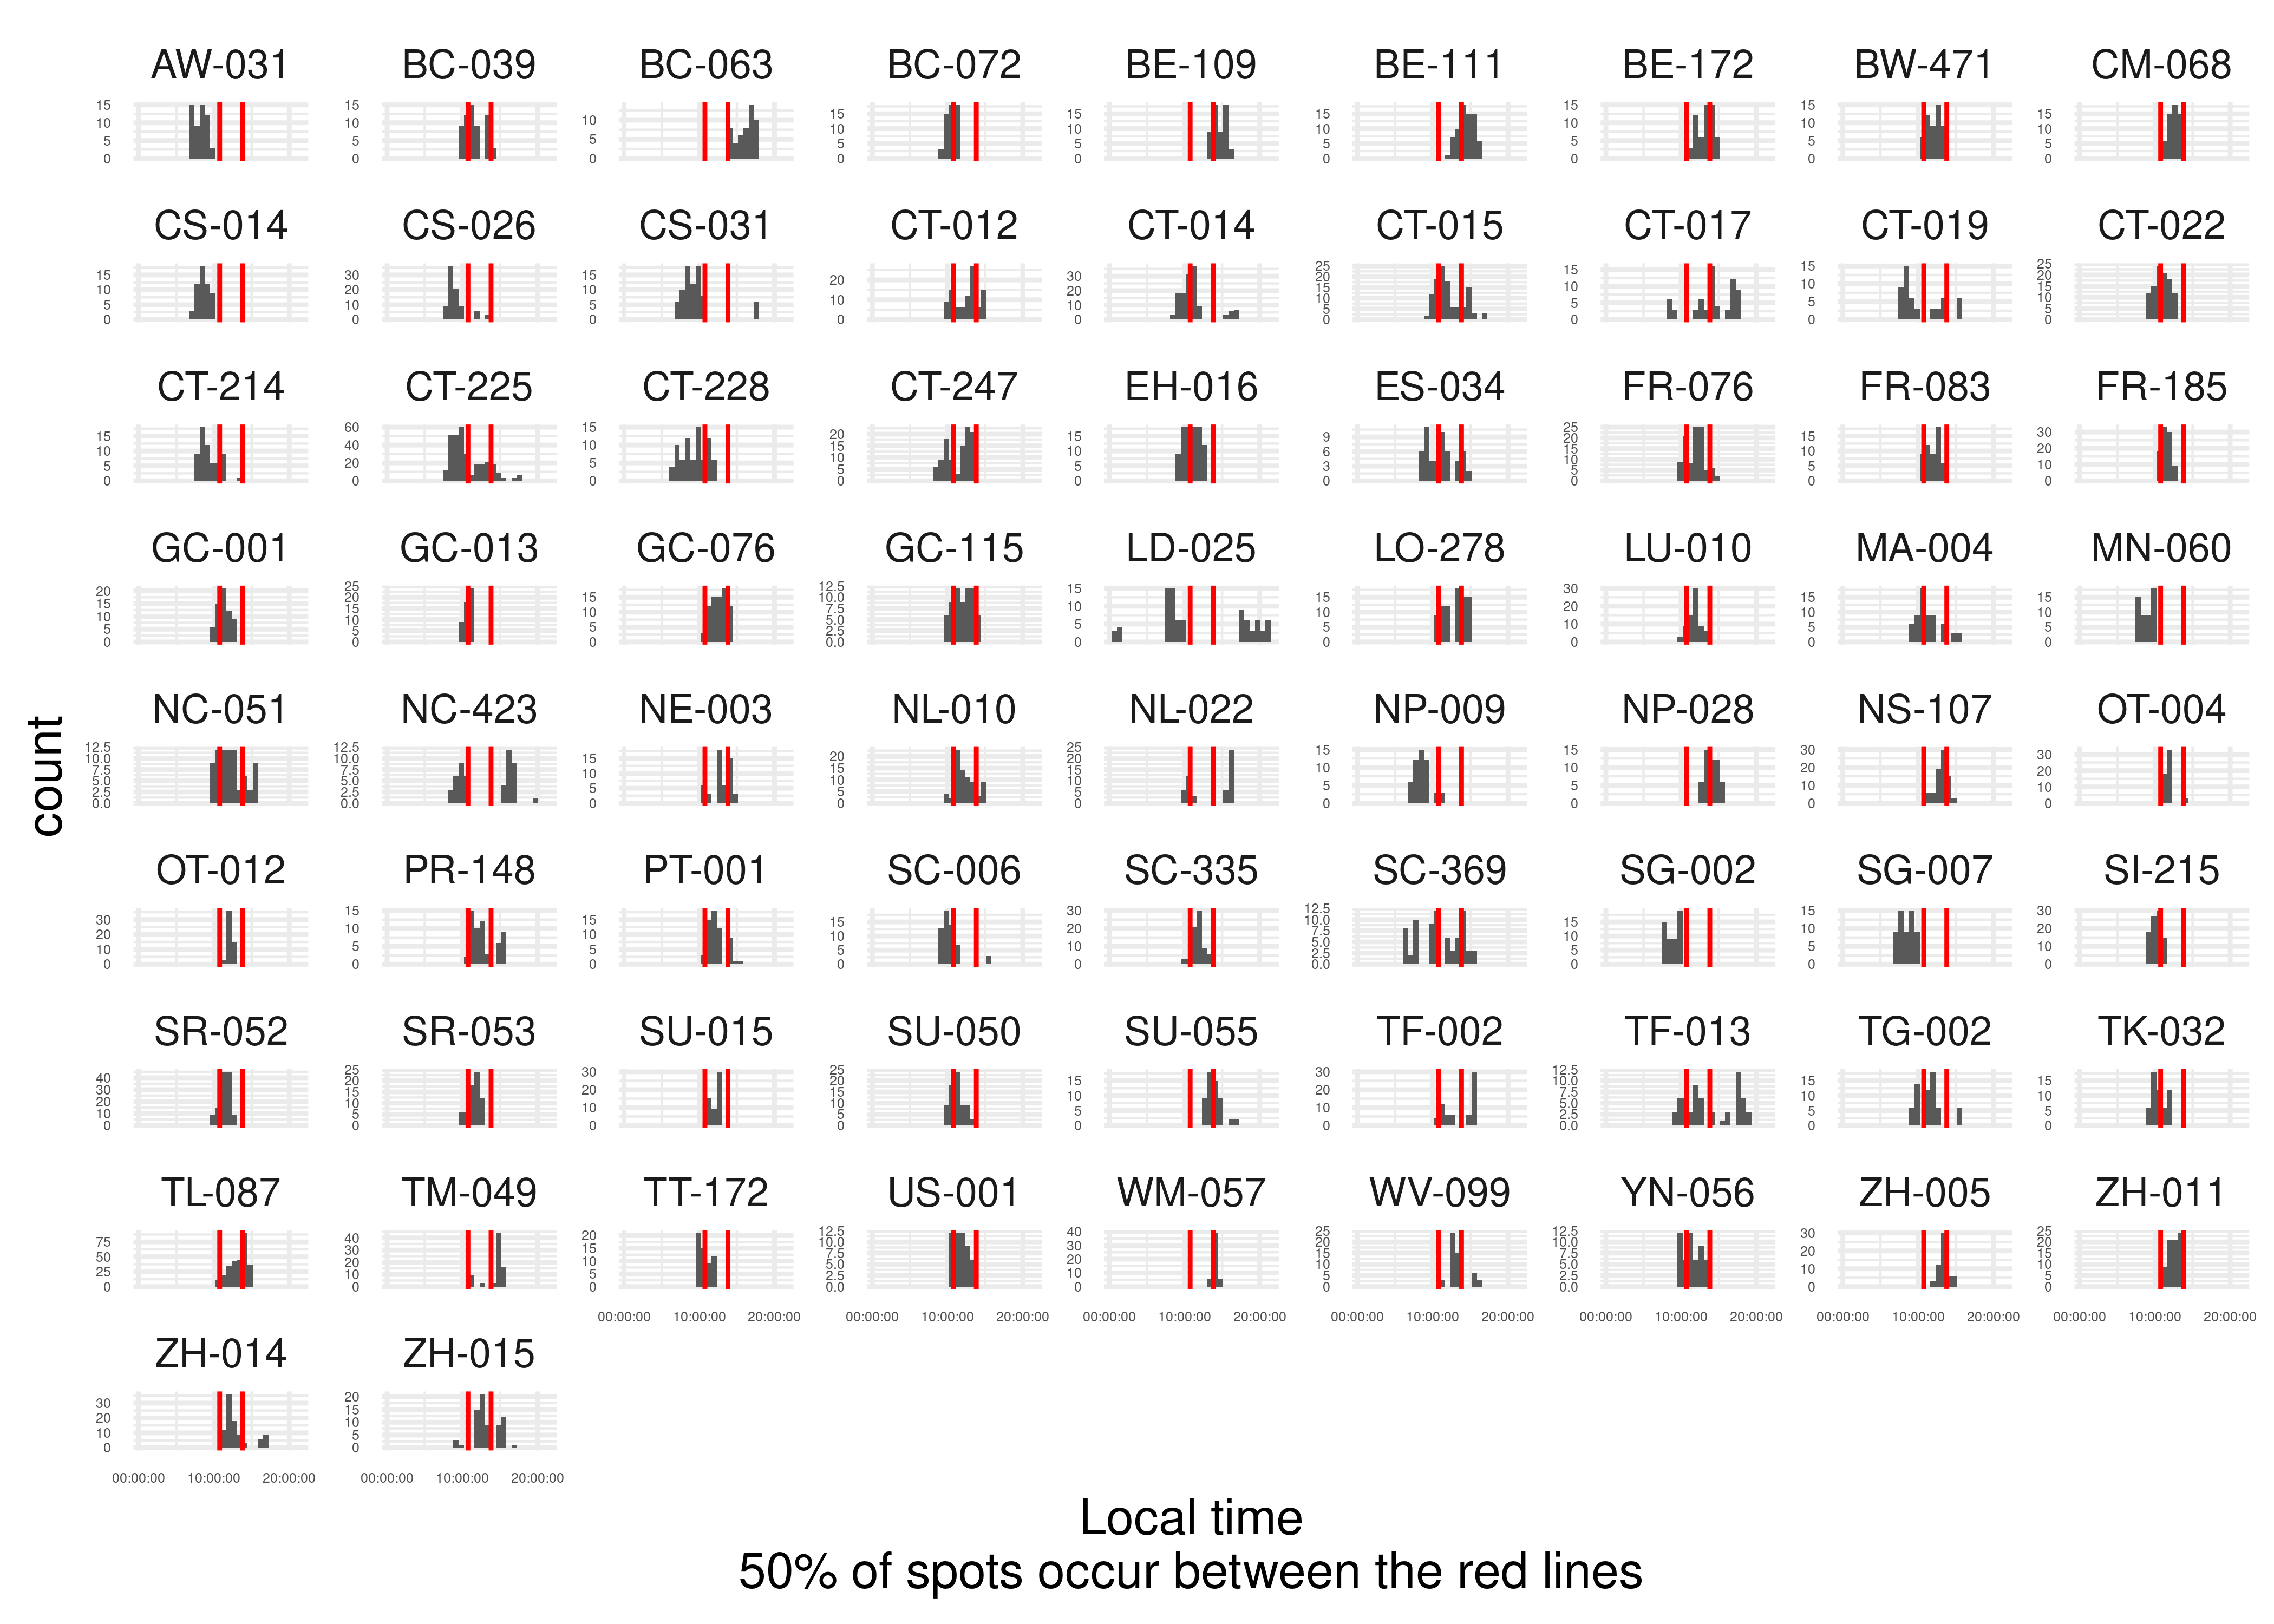 AW-031 BC-039 BC-063 BC-072 BE-109 BE-111 BE-172 BW-471 CM-068
15 10 5 0
15 10 5 0
10 5 0
15 10 5 0
15 10 5 0
15 10 5 0
15 10 5 0
15 10 5 0
15 10 5 0
CS-014 CS-026 CS-031 CT-012 CT-014 CT-015 CT-017 CT-019 CT-022
15 10 5 0
30 20 10 0
15 10 5 0
20 10 0
30 20 10 0
25 20 15 10 5 0
15 10 5 0
15 10 5 0
25 20 15 10 5 0
CT-214 CT-225 CT-228 CT-247 EH-016 ES-034 FR-076 FR-083 FR-185
15 10 5 0
60 40 20 0
15 10 5 0
20 15 10 5 0
15 10 5 0
9 6 3 0
25 20 15 10 5 0
15 10 5 0
30 20 10 0
GC-001 GC-013 GC-076 GC-115 LD-025 LO-278 LU-010 MA-004 MN-060
20 15 10 5 0
25 20 15 10 5 0
15 10 5 0
12.5 10.0 7.5 5.0 2.5 0.0
15 10 5 0
15 10 5 0
30 20 10 0
15 10 5 0
15 10 5 0
count
NC-051 NC-423 NE-003 NL-010 NL-022 NP-009 NP-028 NS-107 OT-004
12.5 10.0 7.5 5.0 2.5 0.0
12.5 10.0 7.5 5.0 2.5 0.0
15 10 5 0
20 15 10 5 0
25 20 15 10 5 0
15 10 5 0
15 10 5 0
30 20 10 0
30 20 10 0
OT-012 PR-148 PT-001 SC-006 SC-335 SC-369 SG-002 SG-007 SI-215
30 20 10 0
15 10 5 0
15 10 5 0
15 10 5 0
30 20 10 0
12.5 10.0 7.5 5.0 2.5 0.0
15 10 5 0
15 10 5 0
30 20 10 0
SR-052 SR-053 SU-015 SU-050 SU-055 TF-002 TF-013 TG-002 TK-032
40 30 20 10 0
25 20 15 10 5 0
30 20 10 0
25 20 15 10 5 0
15 10 5 0
30 20 10 0
12.5 10.0 7.5 5.0 2.5 0.0
15 10 5 0
15 10 5 0
TL-087 TM-049 TT-172 US-001 WM-057 WV-099 YN-056 ZH-005 ZH-011
75 50 25 0
40 30 20 10 0
20 15 10 5 0
12.5 10.0 7.5 5.0 2.5 0.0
40 30 20 10 0
25 20 15 10 5 0
12.5 10.0 7.5 5.0 2.5 0.0
30 20 10 0
25 20 15 10 5 0
00:00:00 10:00:00 20:00:00 00:00:00 10:00:00 20:00:00 00:00:00 10:00:00 20:00:00 00:00:00 10:00:00 20:00:00 00:00:00 10:00:00 20:00:00 00:00:00 10:00:00 20:00:00 00:00:00 10:00:00 20:00:00
ZH-014 ZH-015
30 20 10 0
20 15 10 5 0
00:00:00 10:00:00 20:00:00 00:00:00 10:00:00 20:00:00
Local time
50% of spots occur between the red lines